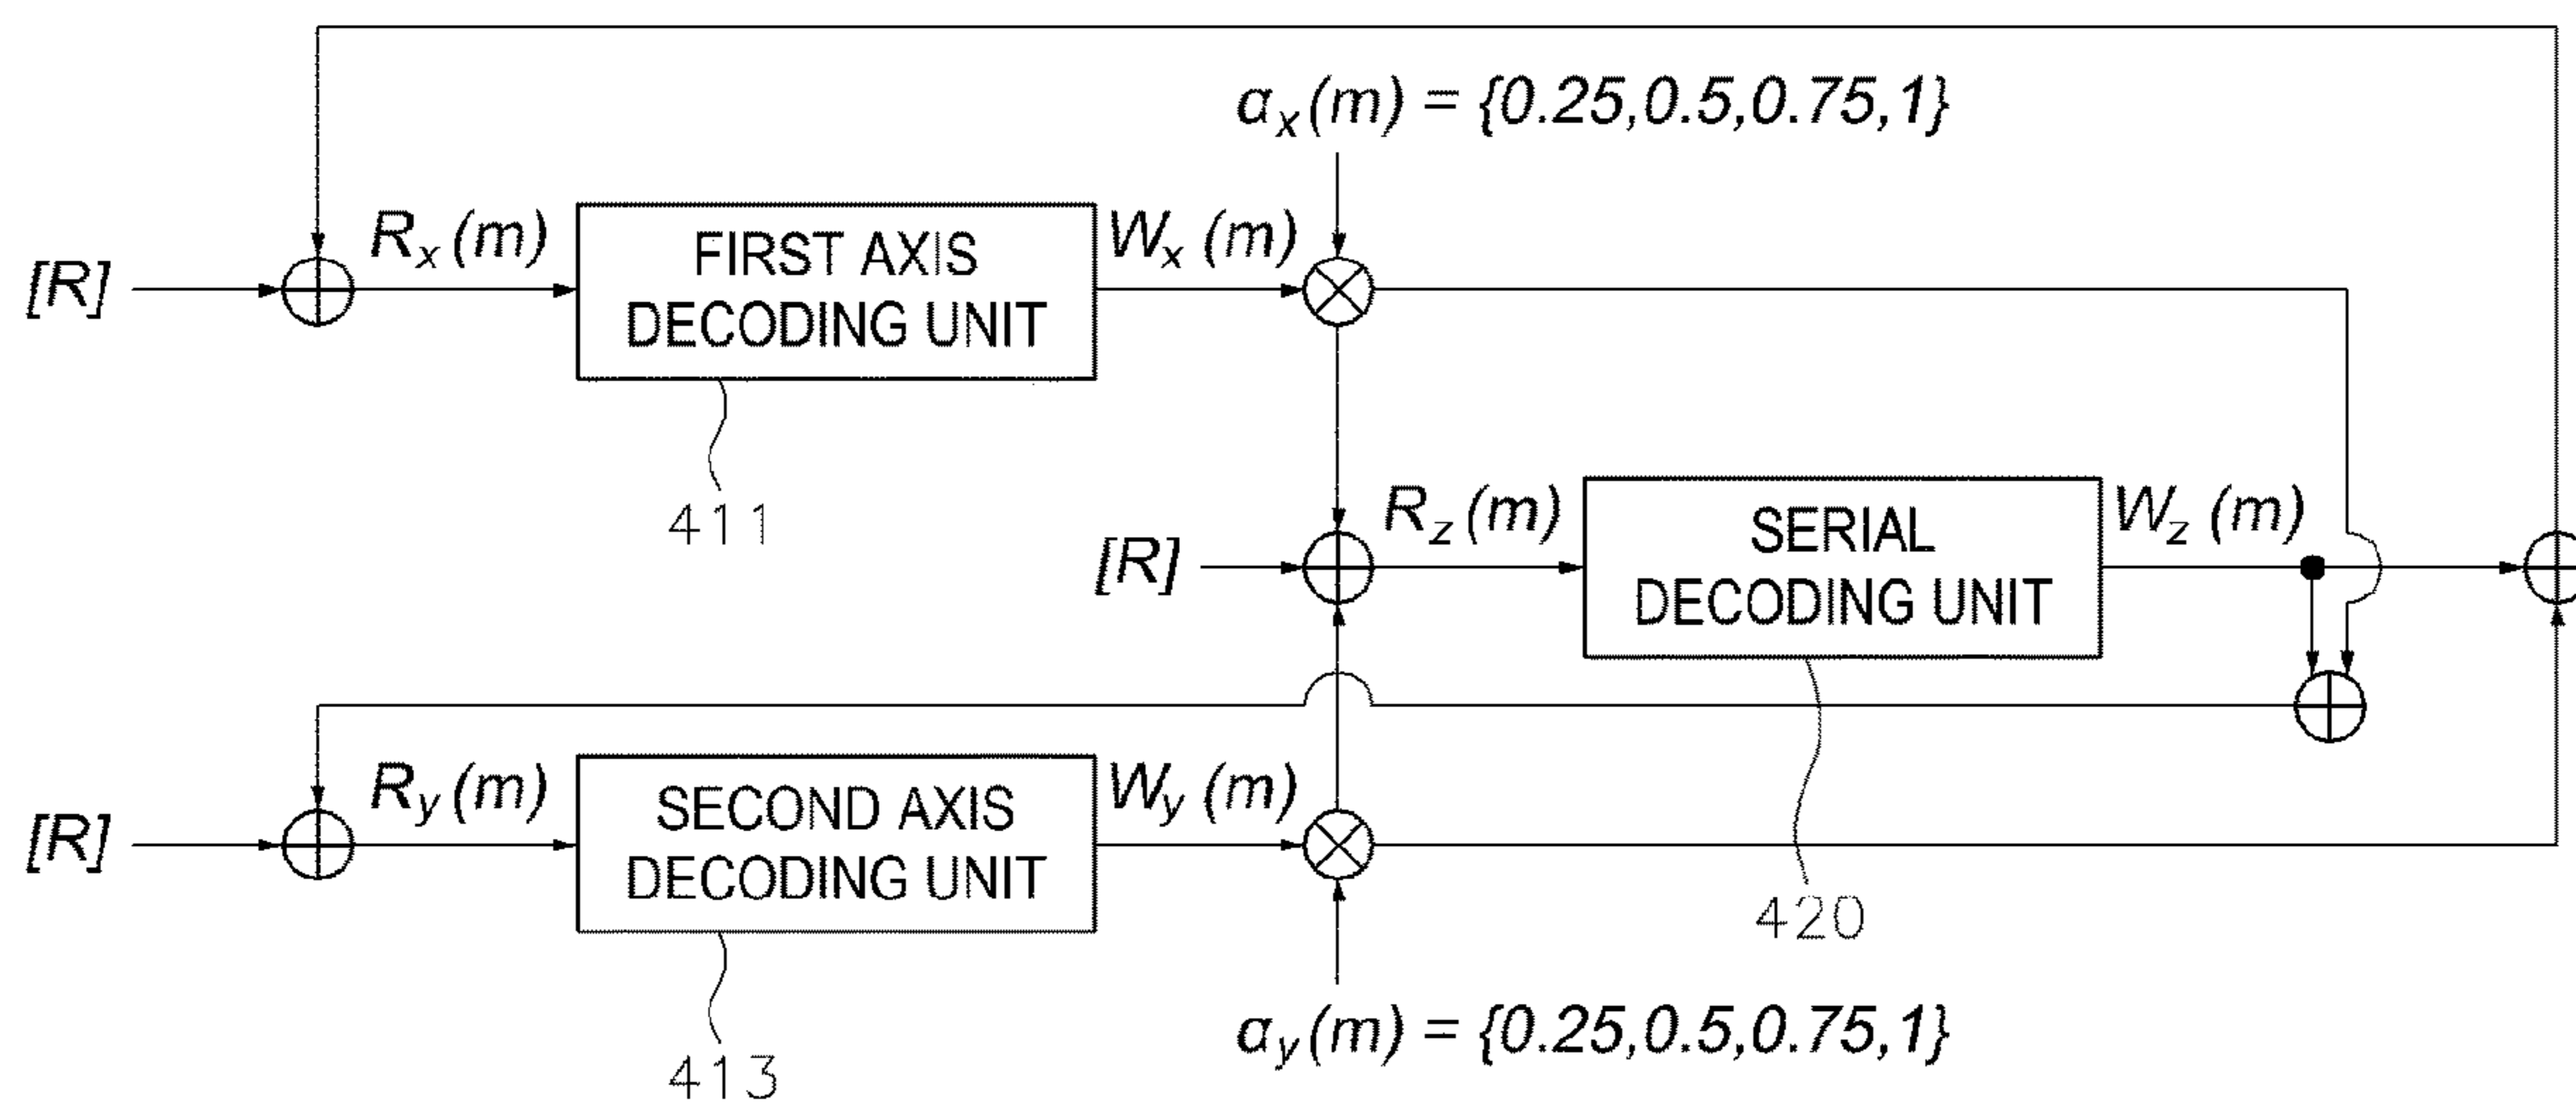 αx(m) = {0.25,0.5,0.75,1}
[R]
Rx(m)
FIRST AXIS
DECODING UNIT
Wx (m)
411
[R]
Rz(m)
SERIAL
DECODING UNIT
Wz (m)
420
[R]
Ry(m)
SECOND AXIS
DECODING UNIT
Wy (m)
413
αy(m) = {0.25,0.5,0.75,1}